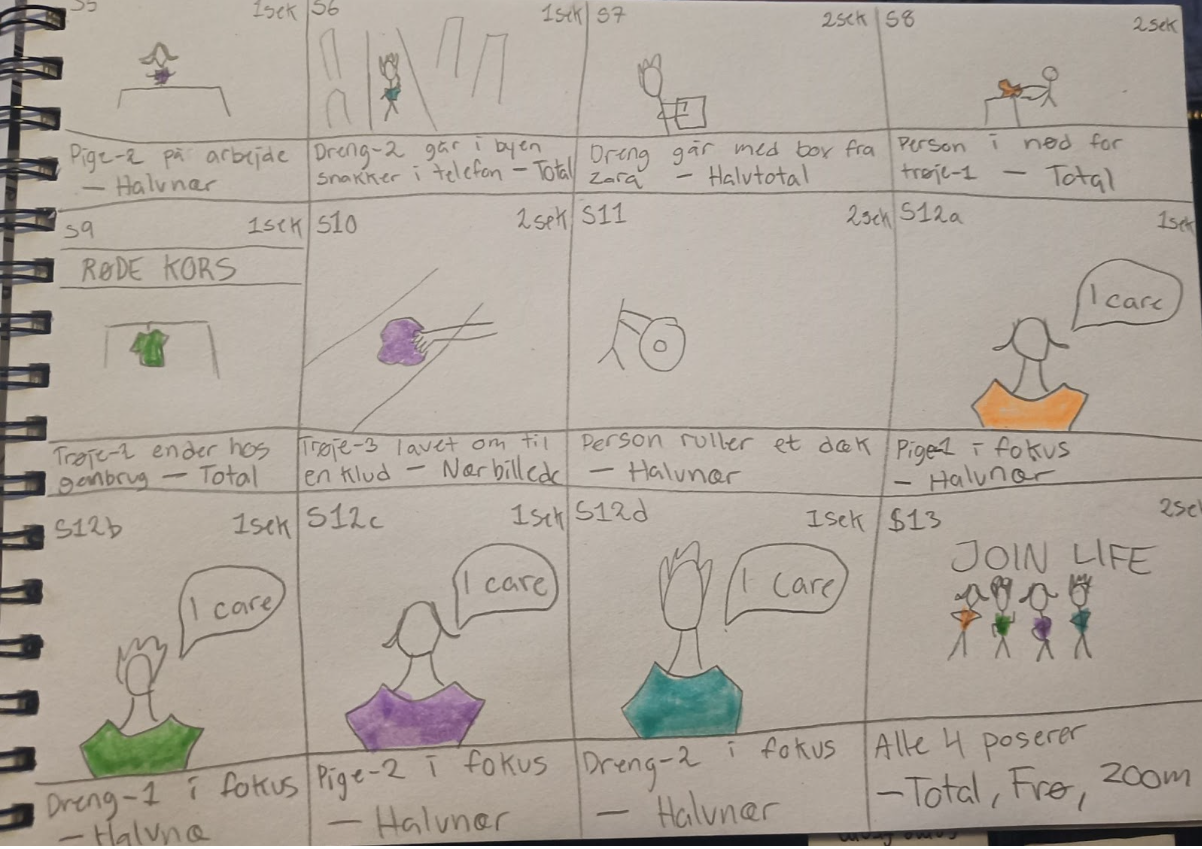 S5 1sek
Pige-2 på arbejde
— Halvnær
S6 1sek
Dreng-2 går i byen
snakker i telefon — Total
S7 2sek
Dreng går med box fra
zara — Halvtotal
S8 2sek
Person i nød får
trøje-1 — Total
S9 1sek
RØDE KORS
Trøje-2 ender hos
genbrug — Total
S10 2sek
Trøje-3 lavet om til
en klud — Nærbillede
S11 2sek
Person ruller et dæk
— Halvnær
S12a 1sek
I care
Pige-1 i fokus
— Halvnær
S12b 1sek
I care
Dreng-1 i fokus
— Halvnæ
S12c 1sek
I care
Pige-2 i fokus
— Halvnær
S12d 1sek
I care
Dreng-2 i fokus
— Halvnær
S13 2sek
JOIN LIFE
Alle 4 poserer
— Total, Frø, zoom